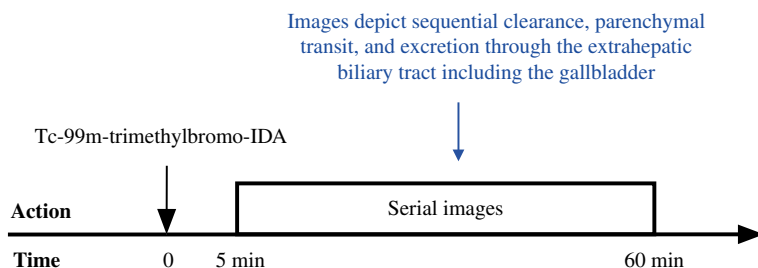 Images depict sequential clearance, parenchymal
transit, and excretion through the extrahepatic
biliary tract including the gallbladder
Tc-99m-trimethylbromo-IDA
Action
Serial images
Time 0 5 min 60 min